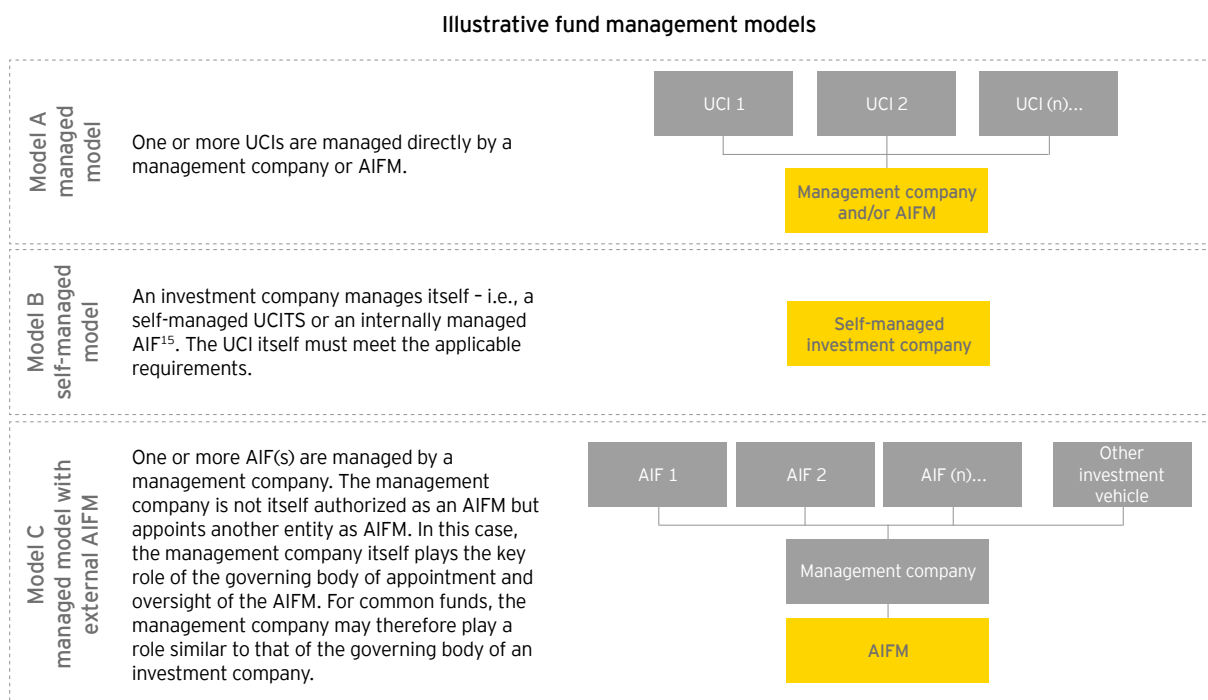 Illustrative fund management models
Model A
managed
model
One or more UCIs are managed directly by a
management company or AIFM.
UCI 1
UCI 2
UCI (n)...
Management company
and/or AIFM
Model B
self-managed
model
An investment company manages itself – i.e., a
self-managed UCITS or an internally managed
AIF¹⁵. The UCI itself must meet the applicable
requirements.
Self-managed
investment company
Model C
managed model with
external AIFM
One or more AIF(s) are managed by a
management company. The management
company is not itself authorized as an AIFM but
appoints another entity as AIFM. In this case,
the management company itself plays the key
role of the governing body of appointment and
oversight of the AIFM. For common funds, the
management company may therefore play a
role similar to that of the governing body of an
investment company.
AIF 1
AIF 2
AIF (n)...
Other
investment
vehicle
Management company
AIFM